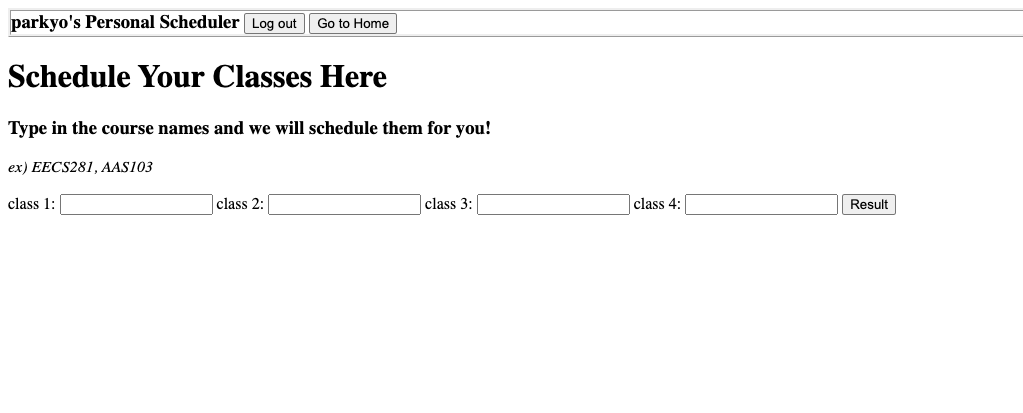 parkyo's Personal Scheduler Log out Go to Home
Schedule Your Classes Here
Type in the course names and we will schedule them for you!
ex) EECS281, AAS103
class 1: class 2: class 3: class 4: Result